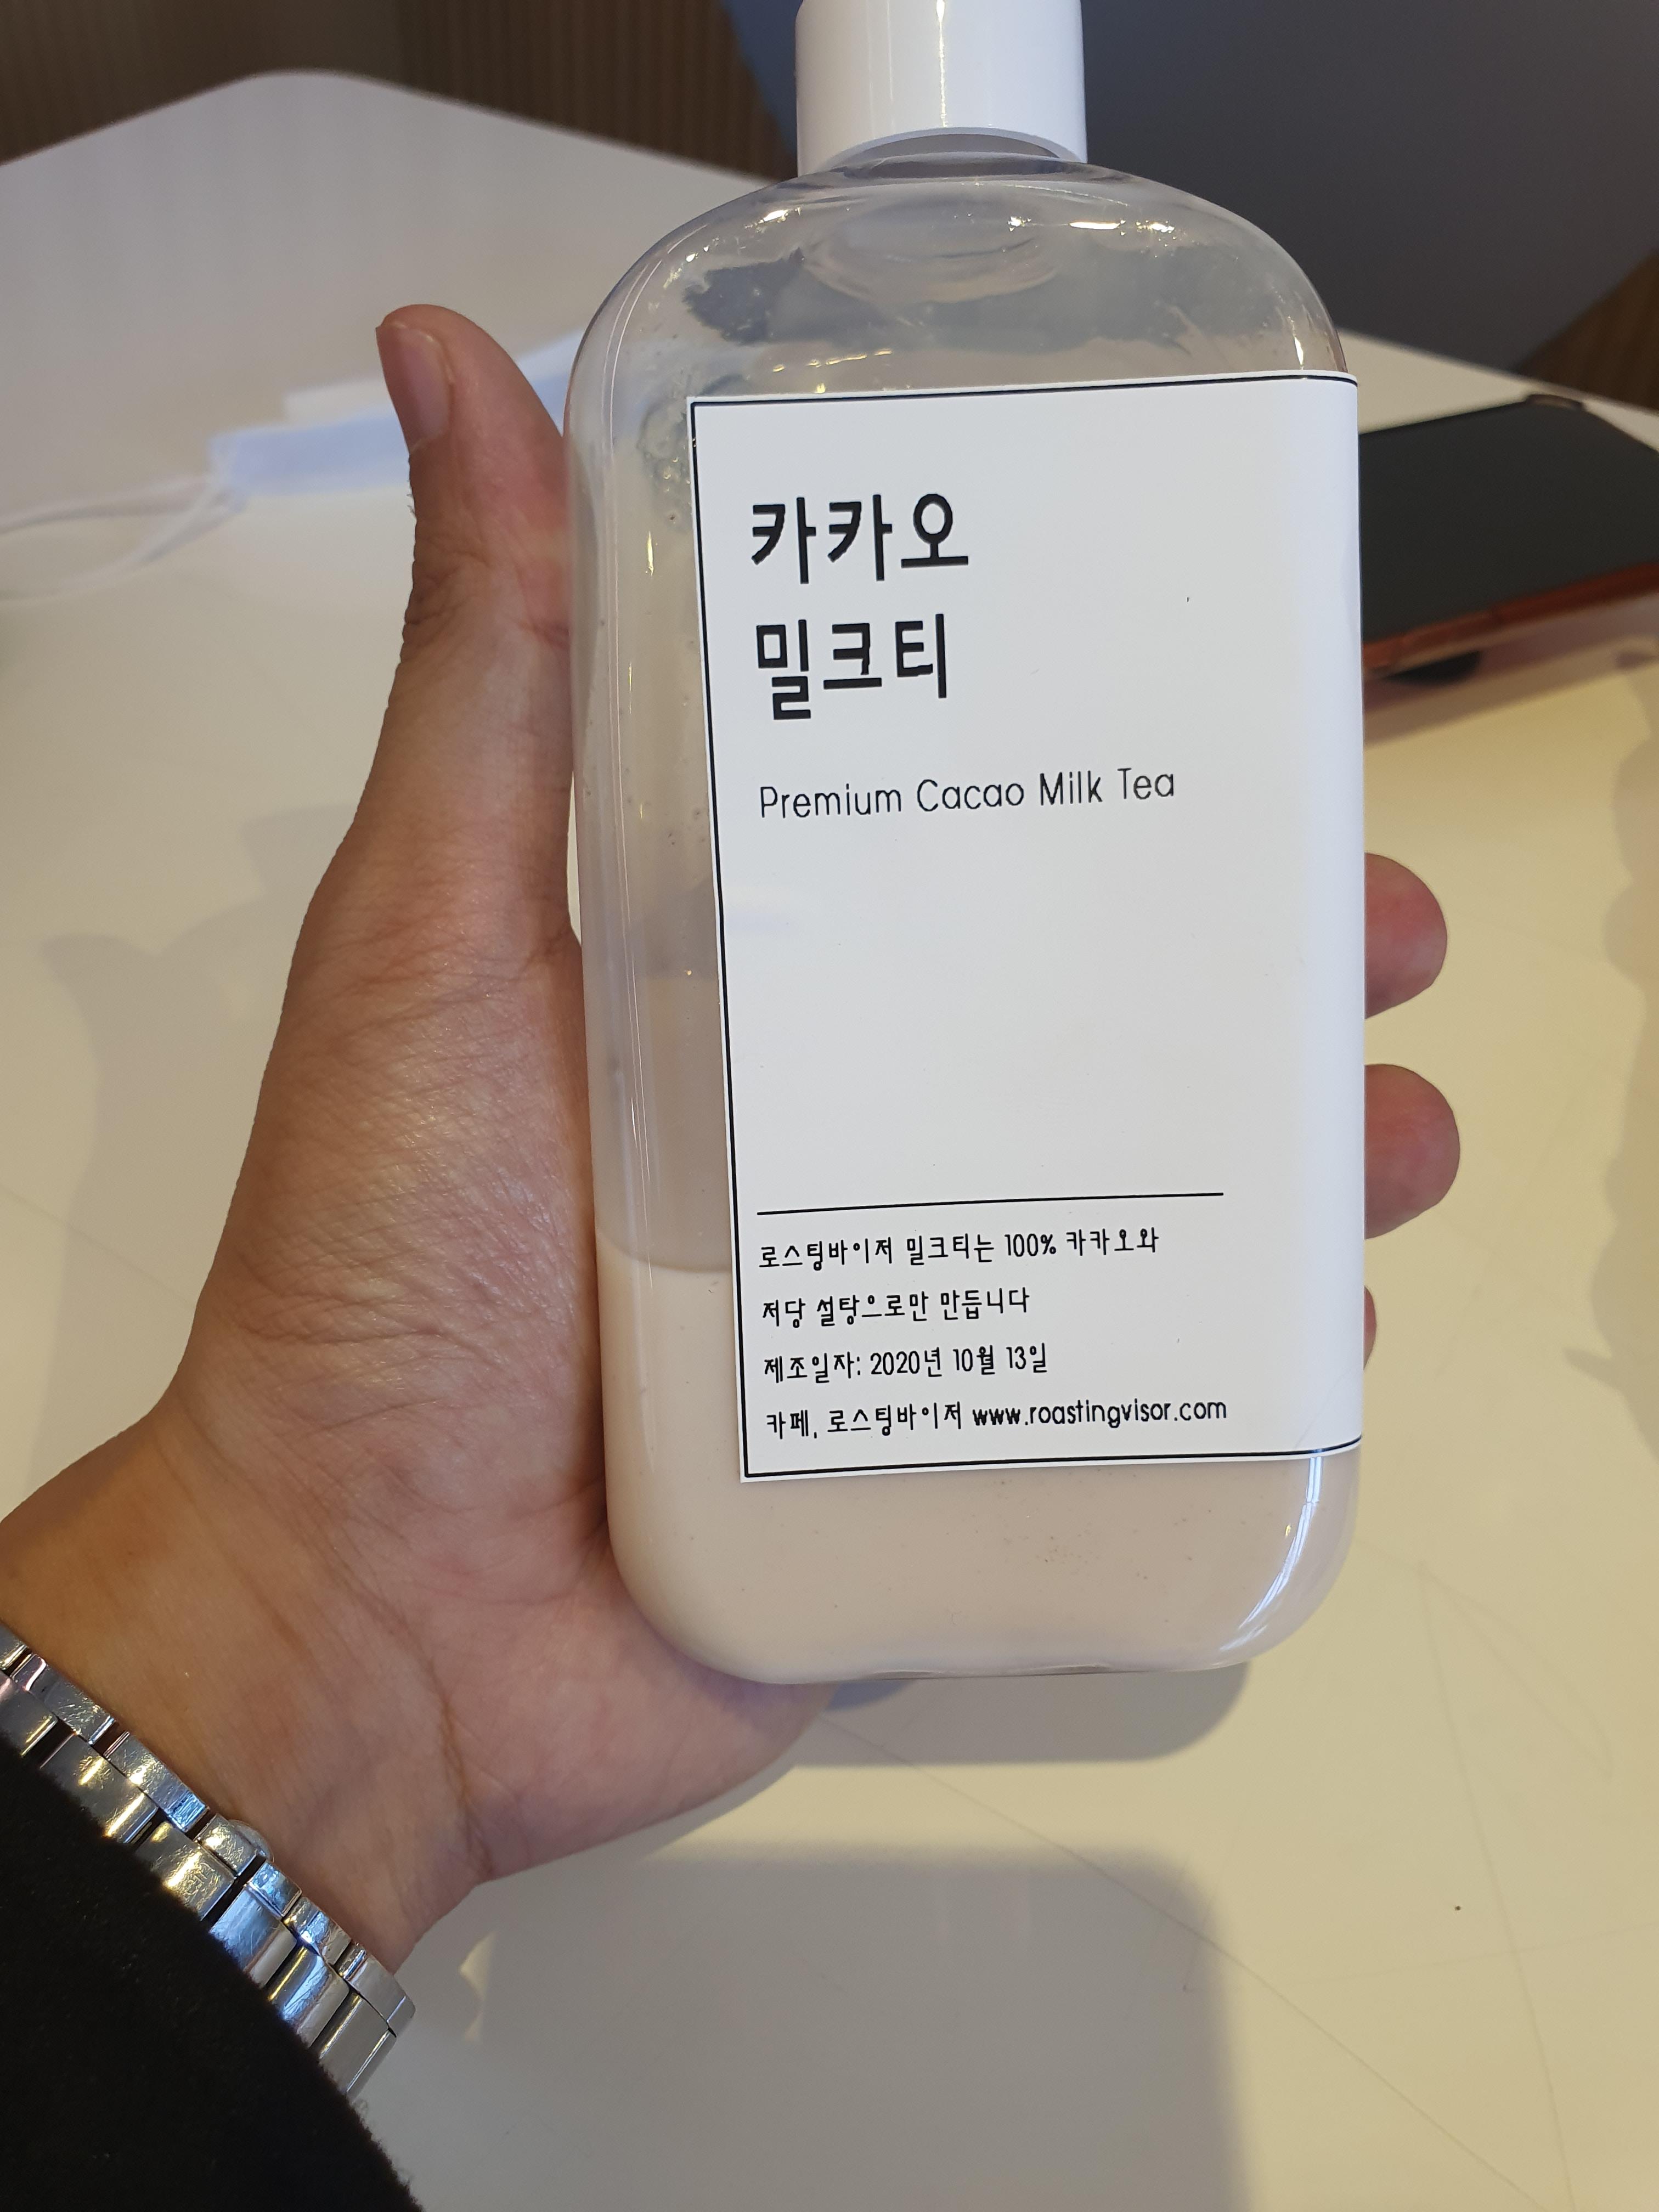 카카오
밀크티
Premium Cacao Milk Tea
로스팅바이저 밀크티는 100% 카카오와
저당 설탕으로만 만듭니다
제조일자: 2020년 10월 13일
카페, 로스팅바이저 www.roastingvisor.com